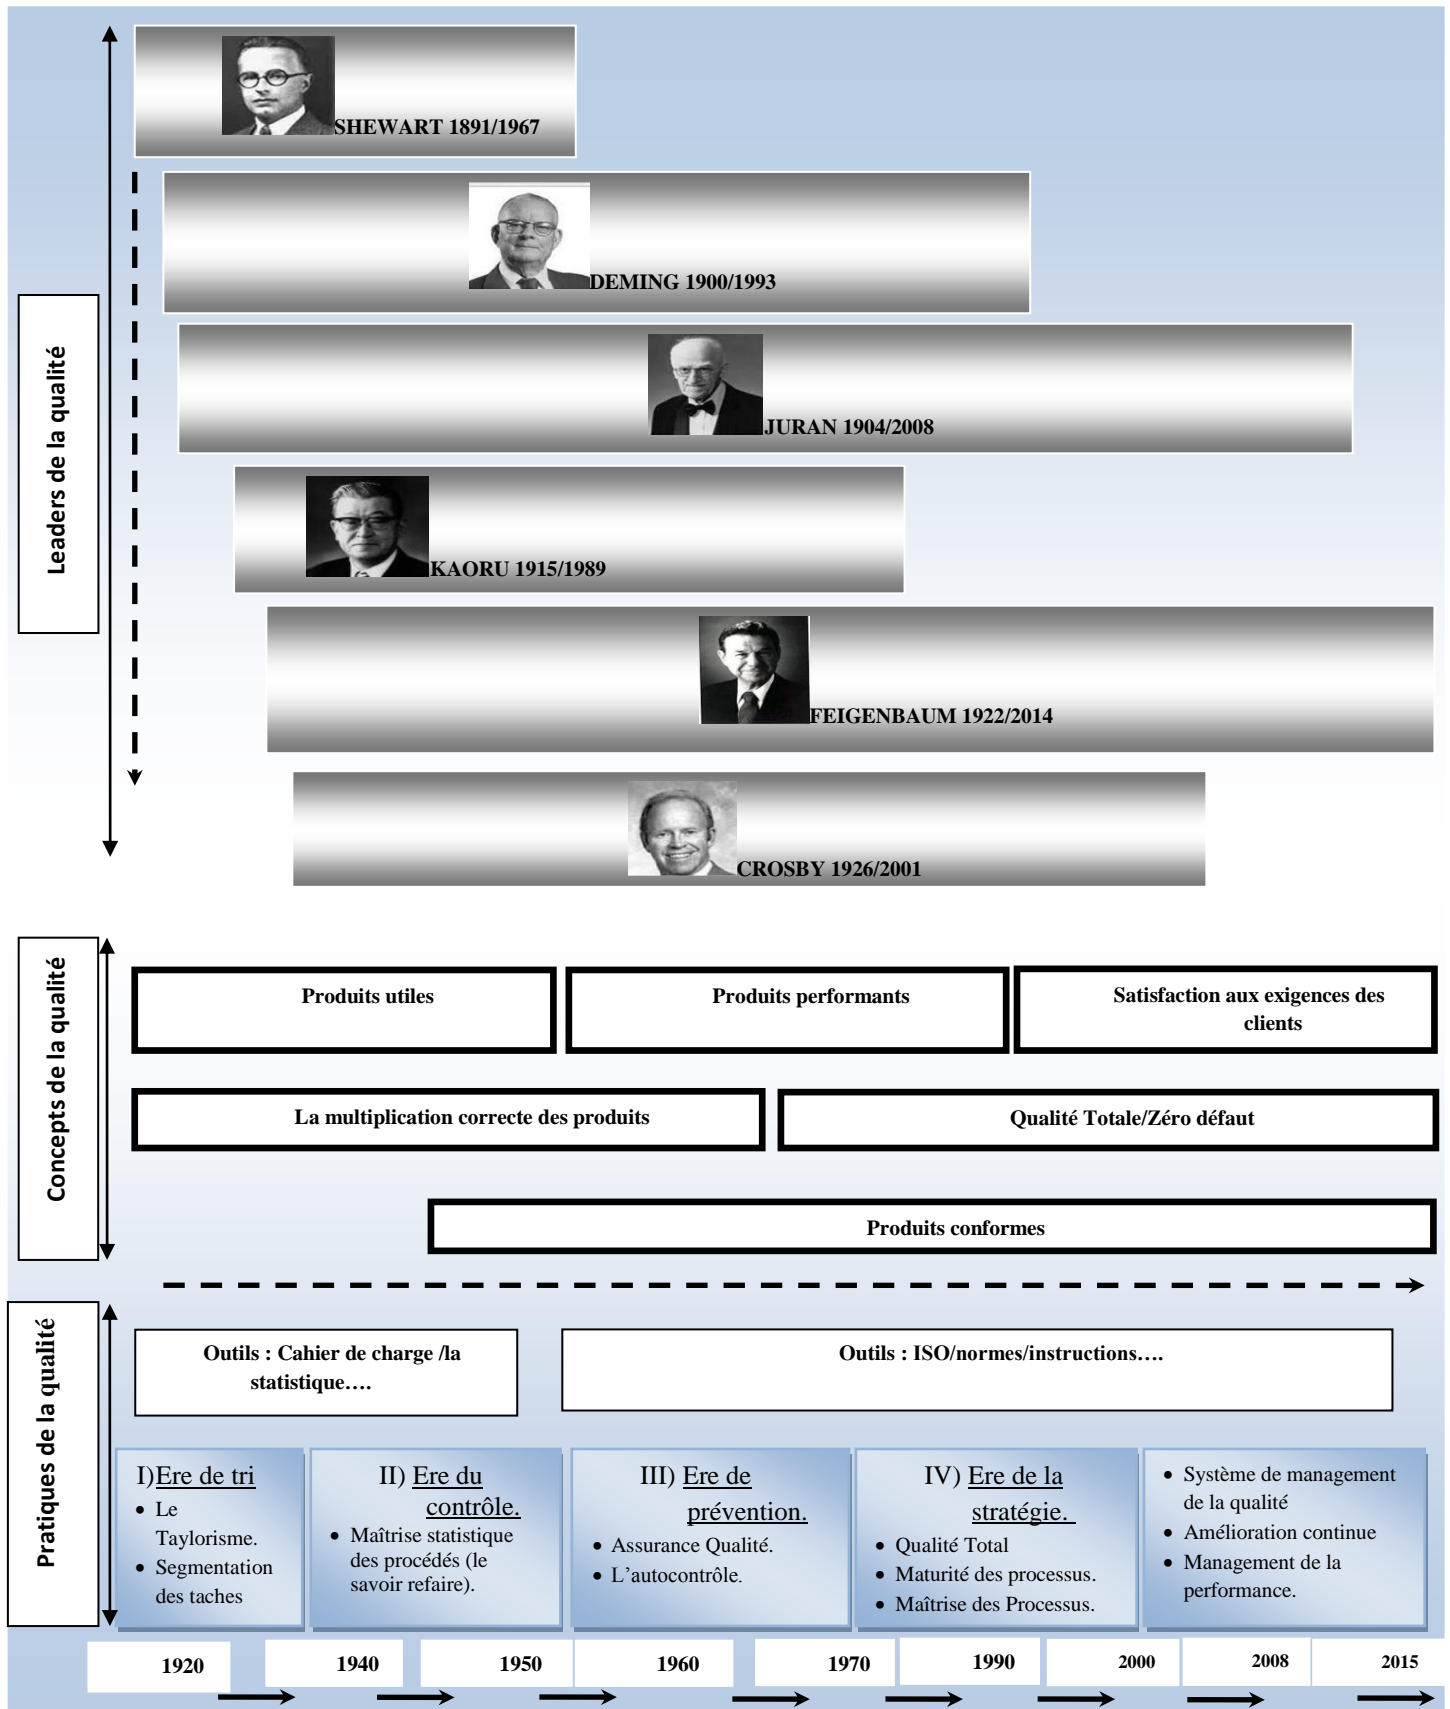 SHEWART 1891/1967
DEMING 1900/1993
JURAN 1904/2008
KAORU 1915/1989
FEIGENBAUM 1922/2014
CROSBY 1926/2001
Leaders de la qualité
Concepts de la qualité
Produits utiles
Produits performants
Satisfaction aux exigences des
clients
La multiplication correcte des produits
Qualité Totale/Zéro défaut
Produits conformes
Pratiques de la qualité
Outils : Cahier de charge /la
statistique….
Outils : ISO/normes/instructions….
I)Ere de tri
• Le
Taylorisme.
• Segmentation
des taches
II) Ere du
contrôle.
• Maîtrise statistique
des procédés (le
savoir refaire).
III) Ere de
prévention.
• Assurance Qualité.
• L'autocontrôle.
IV) Ere de la
stratégie.
• Qualité Total
• Maturité des processus.
• Maîtrise des Processus.
• Système de management
de la qualité
• Amélioration continue
• Management de la
performance.
1920
1940
1950
1960
1970
1990
2000
2008
2015